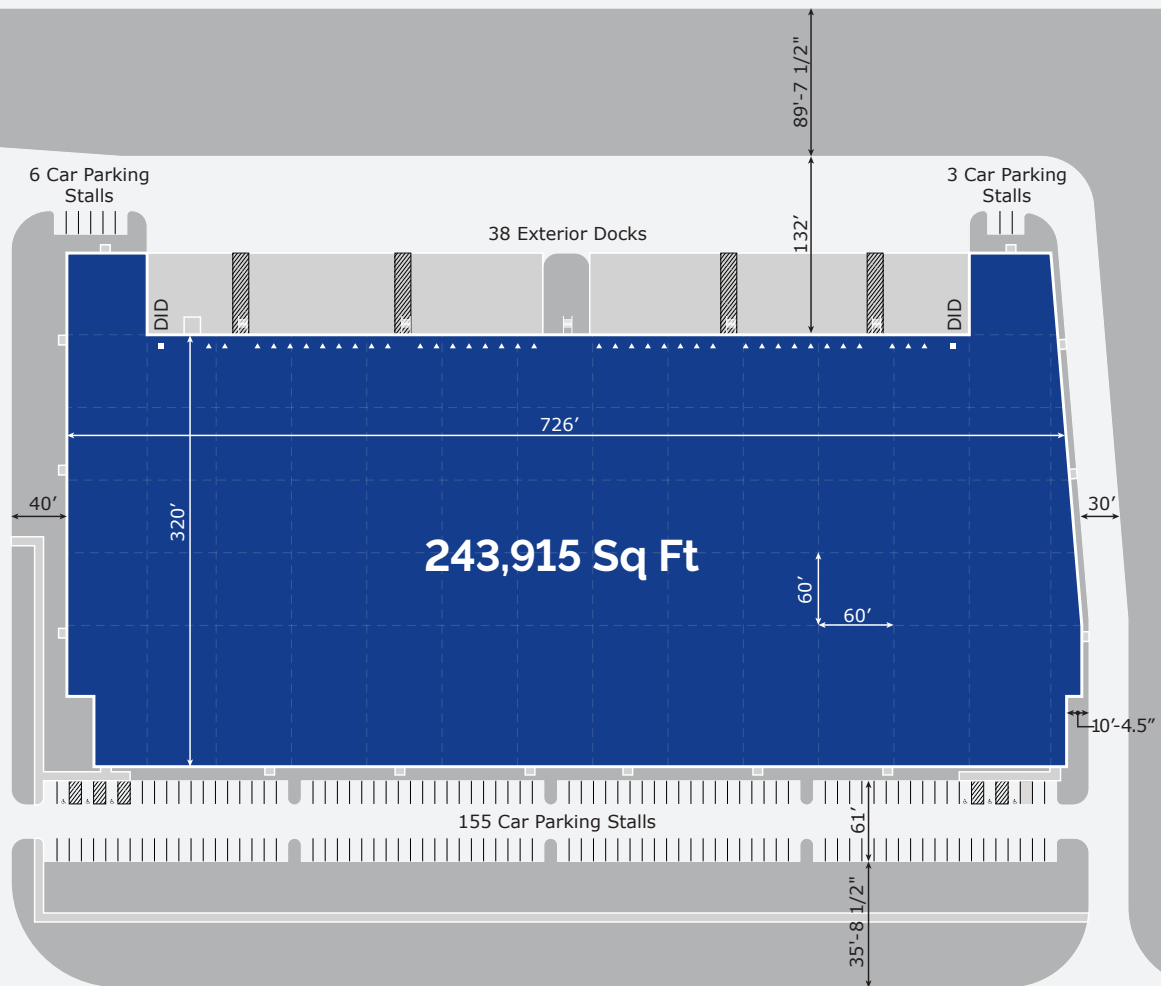 89'-7 1/2"
6 Car Parking
Stalls
3 Car Parking
Stalls
38 Exterior Docks
132′
DID
DID
726′
320′
40′
30′
243,915 Sq Ft
60′
60′
10′-4.5”
155 Car Parking Stalls
61′
35'-8 1/2"